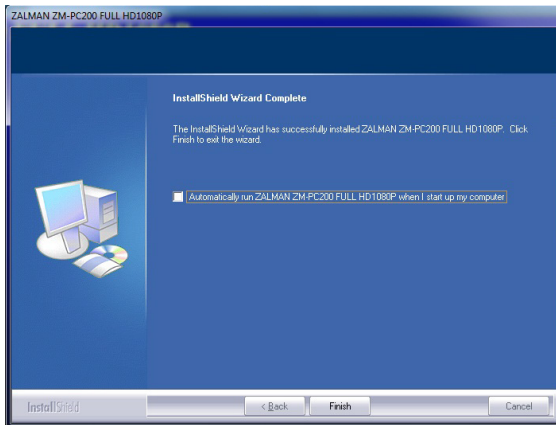 ZALMAN ZM-PC200 FULL HD1080P
InstallShield Wizard Complete
The InstallShield Wizard has successfully installed ZALMAN ZM-PC200 FULL HD1080P. Click
Finish to exit the wizard.
Automatically run ZALMAN ZM-PC200 FULL HD1080P when I start up my computer
InstallShield
< Back
Finish
Cancel